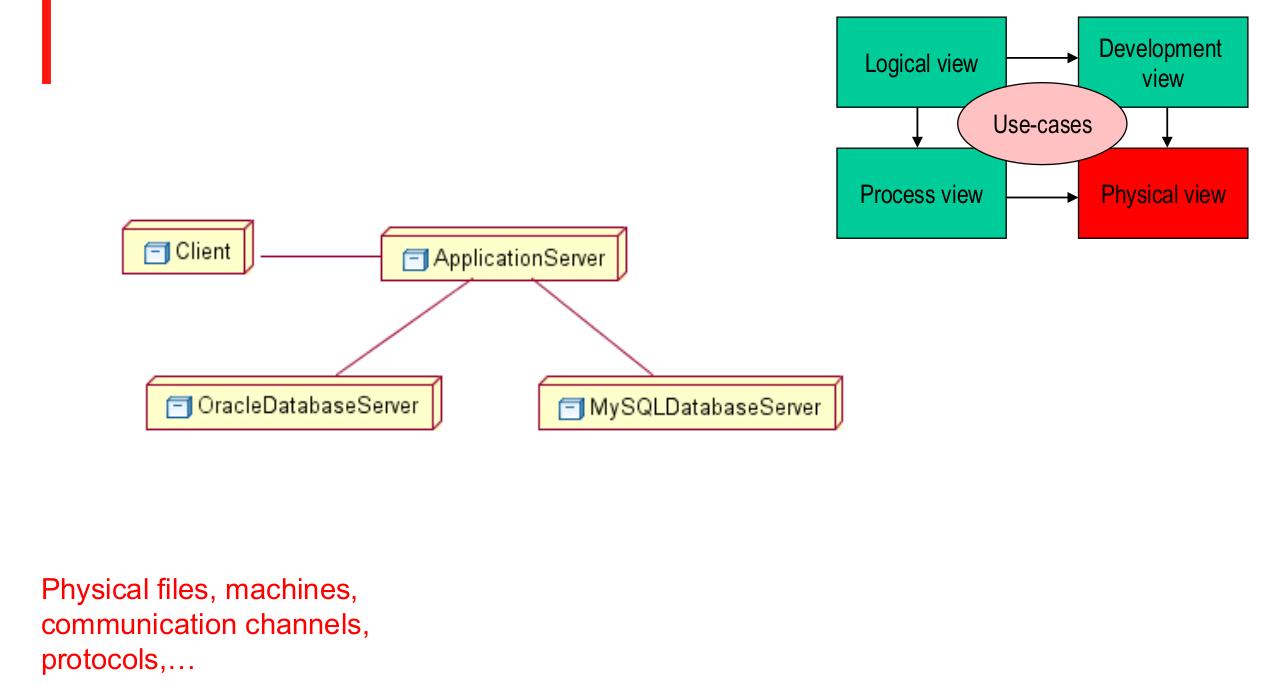 Logical view
Development
view
Use-cases
Process view
Physical view
Client
ApplicationServer
OracleDatabaseServer
MySQLDatabaseServer
Physical files, machines,
communication channels,
protocols,…